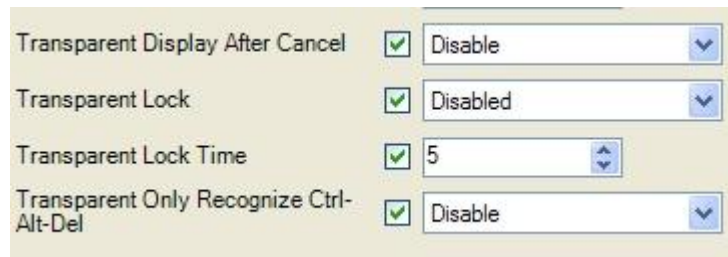 Transparent Display After Cancel Disable
Transparent Lock Disabled
Transparent Lock Time 5
Transparent Only Recognize Ctrl-
Alt-Del Disable